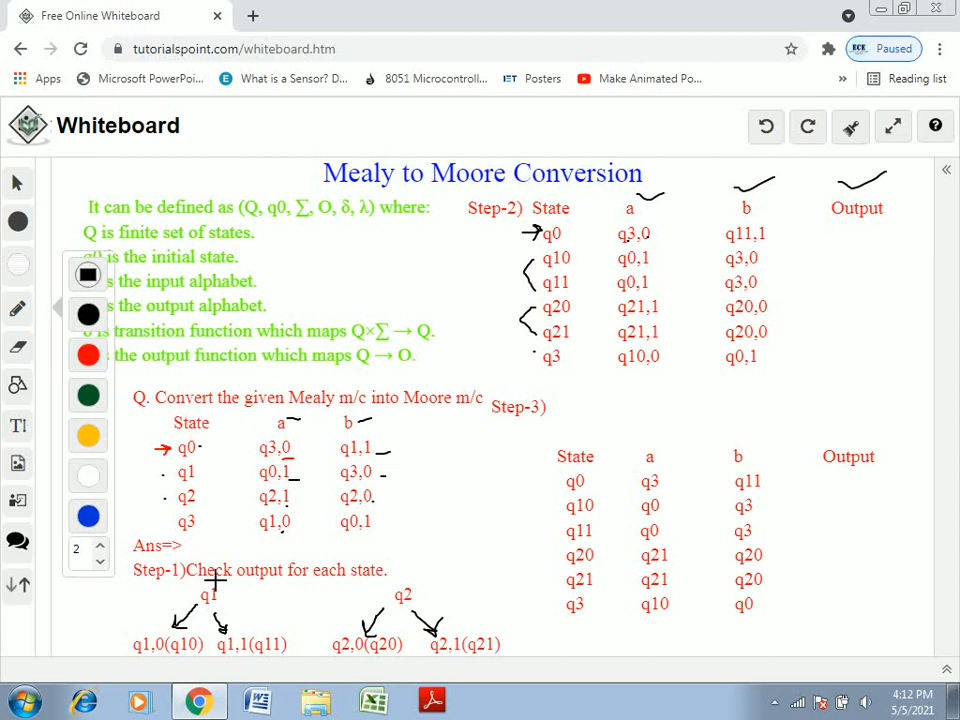 Free Online Whiteboard
tutorialspoint.com/whiteboard.htm
ECE Paused
Apps Microsoft PowerPoi... What is a Sensor? D... 8051 Microcontroll... IET Posters Make Animated Po... » Reading list
Whiteboard
Mealy to Moore Conversion
It can be defined as (Q, q0, ∑, O, δ, λ) where:
Q is finite set of states.
is the initial state.
s the input alphabet.
s the output alphabet.
is transition function which maps Q×∑ → Q.
s the output function which maps Q → O.
Step-2) State a b Output
q0 q3,0 q11,1
q10 q0,1 q3,0
q11 q0,1 q3,0
q20 q21,1 q20,0
q21 q21,1 q20,0
q3 q10,0 q0,1
Q. Convert the given Mealy m/c into Moore m/c
State a b
q0 q3,0 q1,1
q1 q0,1 q3,0
q2 q2,1 q2,0
q3 q1,0 q0,1
Ans=>
Step-1)Check output for each state.
q1 q2
q1,0(q10) q1,1(q11) q2,0(q20) q2,1(q21)
Step-3)
State a b Output
q0 q3 q11
q10 q0 q3
q11 q0 q3
q20 q21 q20
q21 q21 q20
q3 q10 q0
2
4:12 PM
5/5/2021